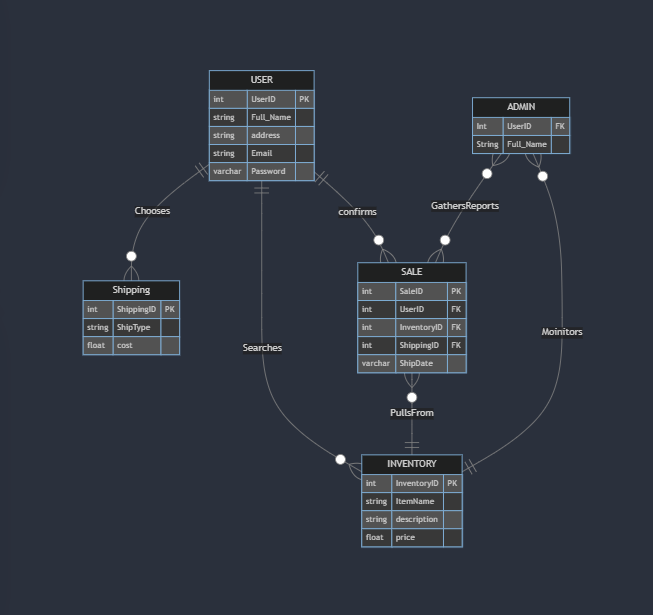 USER
int UserID PK
string Full_Name
string address
string Email
varchar Password
ADMIN
Int UserID FK
String Full_Name
Chooses
confirms
GathersReports
Shipping
int ShippingID PK
string ShipType
float cost
SALE
int SaleID PK
int UserID FK
int InventoryID FK
int ShippingID FK
varchar ShipDate
Searches
Moinitors
PullsFrom
INVENTORY
int InventoryID PK
string ItemName
string description
float price